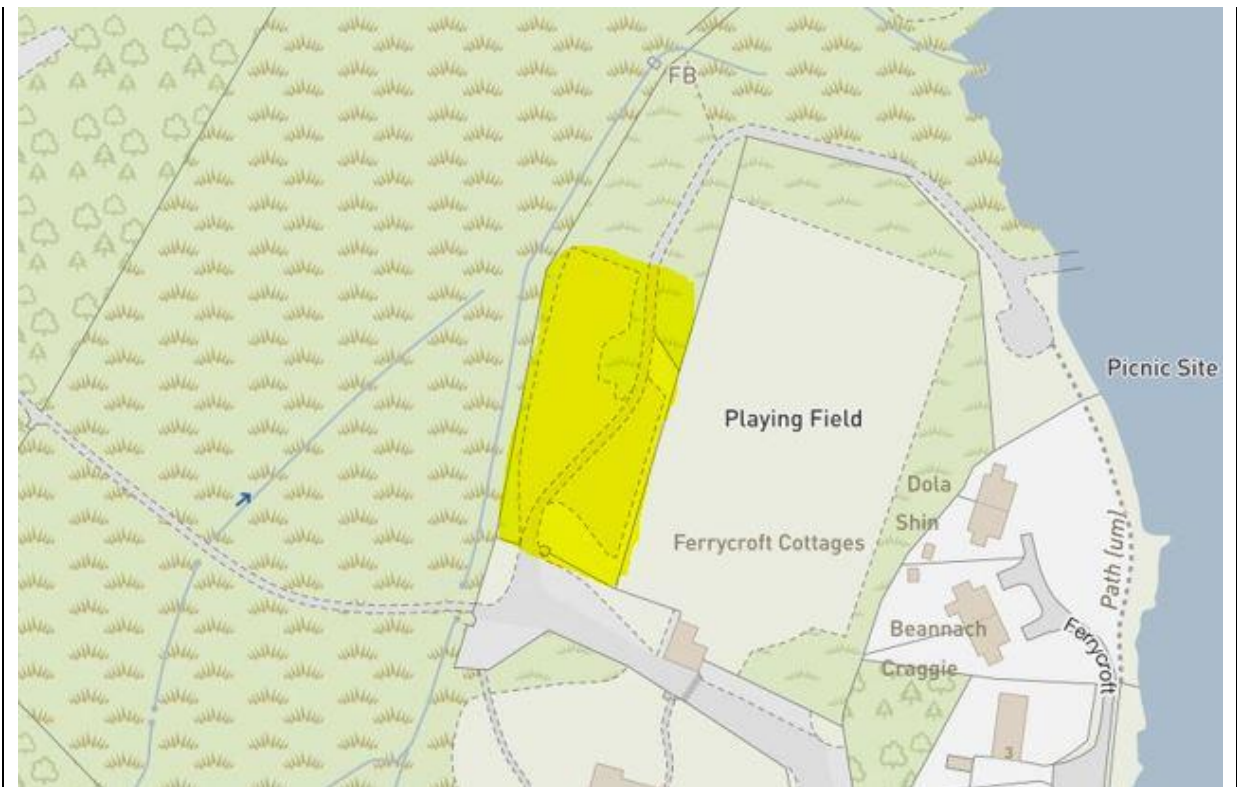 FB
Picnic Site
Playing Field
Dola
Shin
Ferrycroft Cottages
Path (um)
Beannach
Ferrycroft
Craggie
3